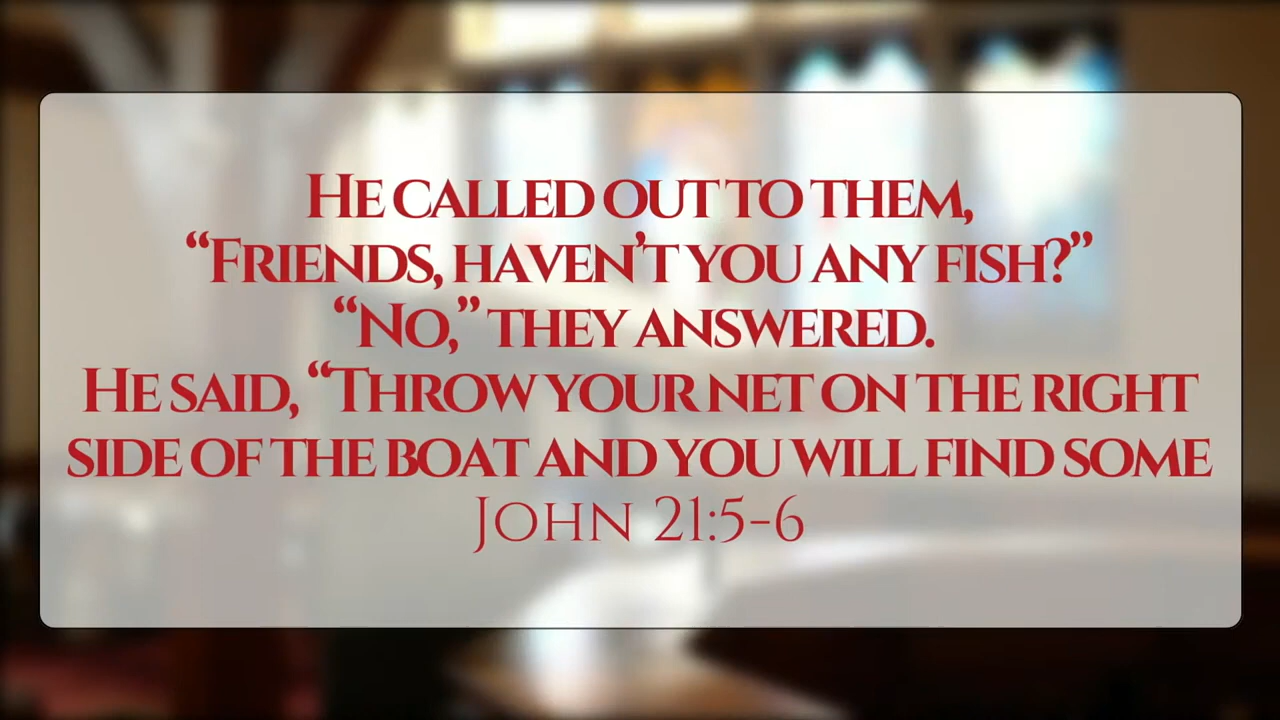 He called out to them,
“Friends, haven’t you any fish?”
“No,” they answered.
He said, “Throw your net on the right
side of the boat and you will find some
John 21:5-6